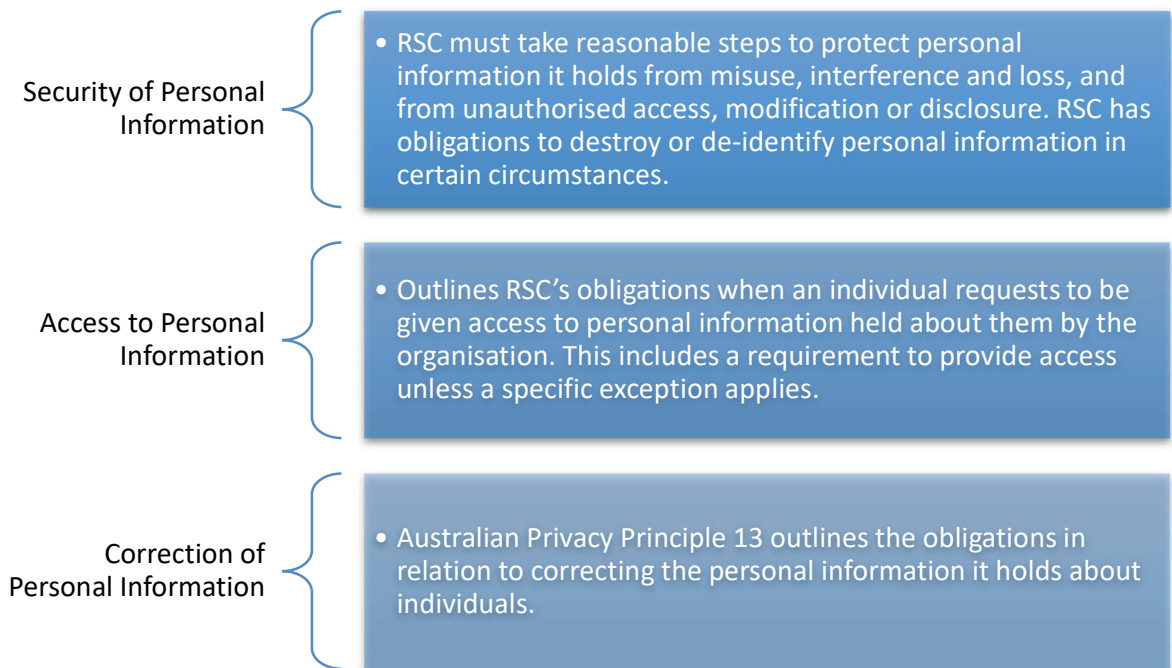 Security of Personal
Information
• RSC must take reasonable steps to protect personal
information it holds from misuse, interference and loss, and
from unauthorised access, modification or disclosure. RSC has
obligations to destroy or de-identify personal information in
certain circumstances.
Access to Personal
Information
• Outlines RSC’s obligations when an individual requests to be
given access to personal information held about them by the
organisation. This includes a requirement to provide access
unless a specific exception applies.
Correction of
Personal Information
• Australian Privacy Principle 13 outlines the obligations in
relation to correcting the personal information it holds about
individuals.